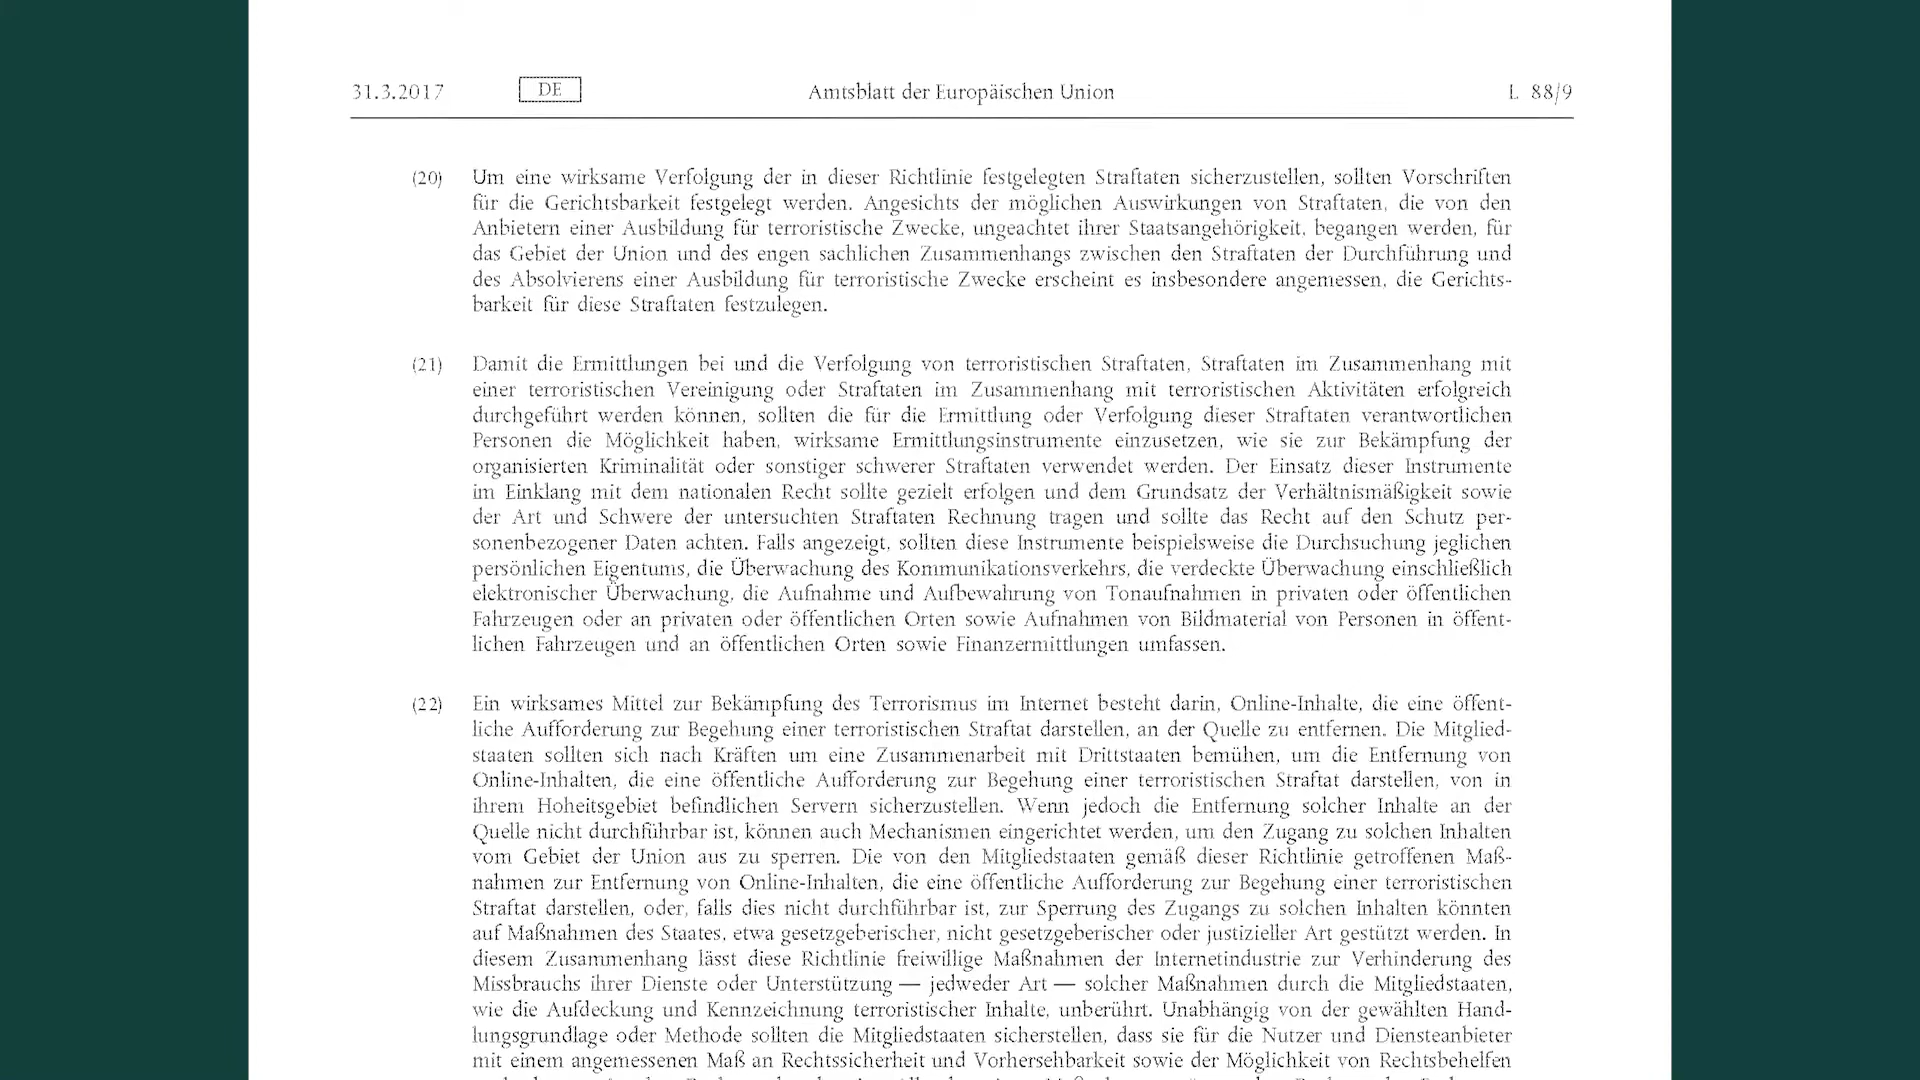 31.3.2017 DE Amtsblatt der Europäischen Union L 88/9
(20) Um eine wirksame Verfolgung der in dieser Richtlinie festgelegten Straftaten sicherzustellen, sollten Vorschriften
für die Gerichtsbarkeit festgelegt werden. Angesichts der möglichen Auswirkungen von Straftaten, die von den
Anbietern einer Ausbildung für terroristische Zwecke, ungeachtet ihrer Staatsangehörigkeit, begangen werden, für
das Gebiet der Union und des engen sachlichen Zusammenhangs zwischen den Straftaten der Durchführung und
des Absolvierens einer Ausbildung für terroristische Zwecke erscheint es insbesondere angemessen, die Gerichts-
barkeit für diese Straftaten festzulegen.
(21) Damit die Ermittlungen bei und die Verfolgung von terroristischen Straftaten, Straftaten im Zusammenhang mit
einer terroristischen Vereinigung oder Straftaten im Zusammenhang mit terroristischen Aktivitäten erfolgreich
durchgeführt werden können, sollten die für die Ermittlung oder Verfolgung dieser Straftaten verantwortlichen
Personen die Möglichkeit haben, wirksame Ermittlungsinstrumente einzusetzen, wie sie zur Bekämpfung der
organisierten Kriminalität oder sonstiger schwerer Straftaten verwendet werden. Der Einsatz dieser Instrumente
im Einklang mit dem nationalen Recht sollte gezielt erfolgen und dem Grundsatz der Verhältnismäßigkeit sowie
der Art und Schwere der untersuchten Straftaten Rechnung tragen und sollte das Recht auf den Schutz per-
sonenbezogener Daten achten. Falls angezeigt, sollten diese Instrumente beispielsweise die Durchsuchung jeglichen
persönlichen Eigentums, die Überwachung des Kommunikationsverkehrs, die verdeckte Überwachung einschließlich
elektronischer Überwachung, die Aufnahme und Aufbewahrung von Tonaufnahmen in privaten oder öffentlichen
Fahrzeugen oder an privaten oder öffentlichen Orten sowie Aufnahmen von Bildmaterial von Personen in öffent-
lichen Fahrzeugen und an öffentlichen Orten sowie Finanzermittlungen umfassen.
(22) Ein wirksames Mittel zur Bekämpfung des Terrorismus im Internet besteht darin, Online-Inhalte, die eine öffent-
liche Aufforderung zur Begehung einer terroristischen Straftat darstellen, an der Quelle zu entfernen. Die Mitglied-
staaten sollten sich nach Kräften um eine Zusammenarbeit mit Drittstaaten bemühen, um die Entfernung von
Online-Inhalten, die eine öffentliche Aufforderung zur Begehung einer terroristischen Straftat darstellen, von in
ihrem Hoheitsgebiet befindlichen Servern sicherzustellen. Wenn jedoch die Entfernung solcher Inhalte an der
Quelle nicht durchführbar ist, können auch Mechanismen eingerichtet werden, um den Zugang zu solchen Inhalten
vom Gebiet der Union aus zu sperren. Die von den Mitgliedstaaten gemäß dieser Richtlinie getroffenen Maß-
nahmen zur Entfernung von Online-Inhalten, die eine öffentliche Aufforderung zur Begehung einer terroristischen
Straftat darstellen, oder, falls dies nicht durchführbar ist, zur Sperrung des Zugangs zu solchen Inhalten könnten
auf Maßnahmen des Staates, etwa gesetzgeberischer, nicht gesetzgeberischer oder justizieller Art gestützt werden. In
diesem Zusammenhang lässt diese Richtlinie freiwillige Maßnahmen der Internetindustrie zur Verhinderung des
Missbrauchs ihrer Dienste oder Unterstützung — jedweder Art — solcher Maßnahmen durch die Mitgliedstaaten,
wie die Aufdeckung und Kennzeichnung terroristischer Inhalte, unberührt. Unabhängig von der gewählten Hand-
lungsgrundlage oder Methode sollten die Mitgliedstaaten sicherstellen, dass sie für die Nutzer und Diensteanbieter
mit einem angemessenen Maß an Rechtssicherheit und Vorhersehbarkeit sowie der Möglichkeit von Rechtsbehelfen